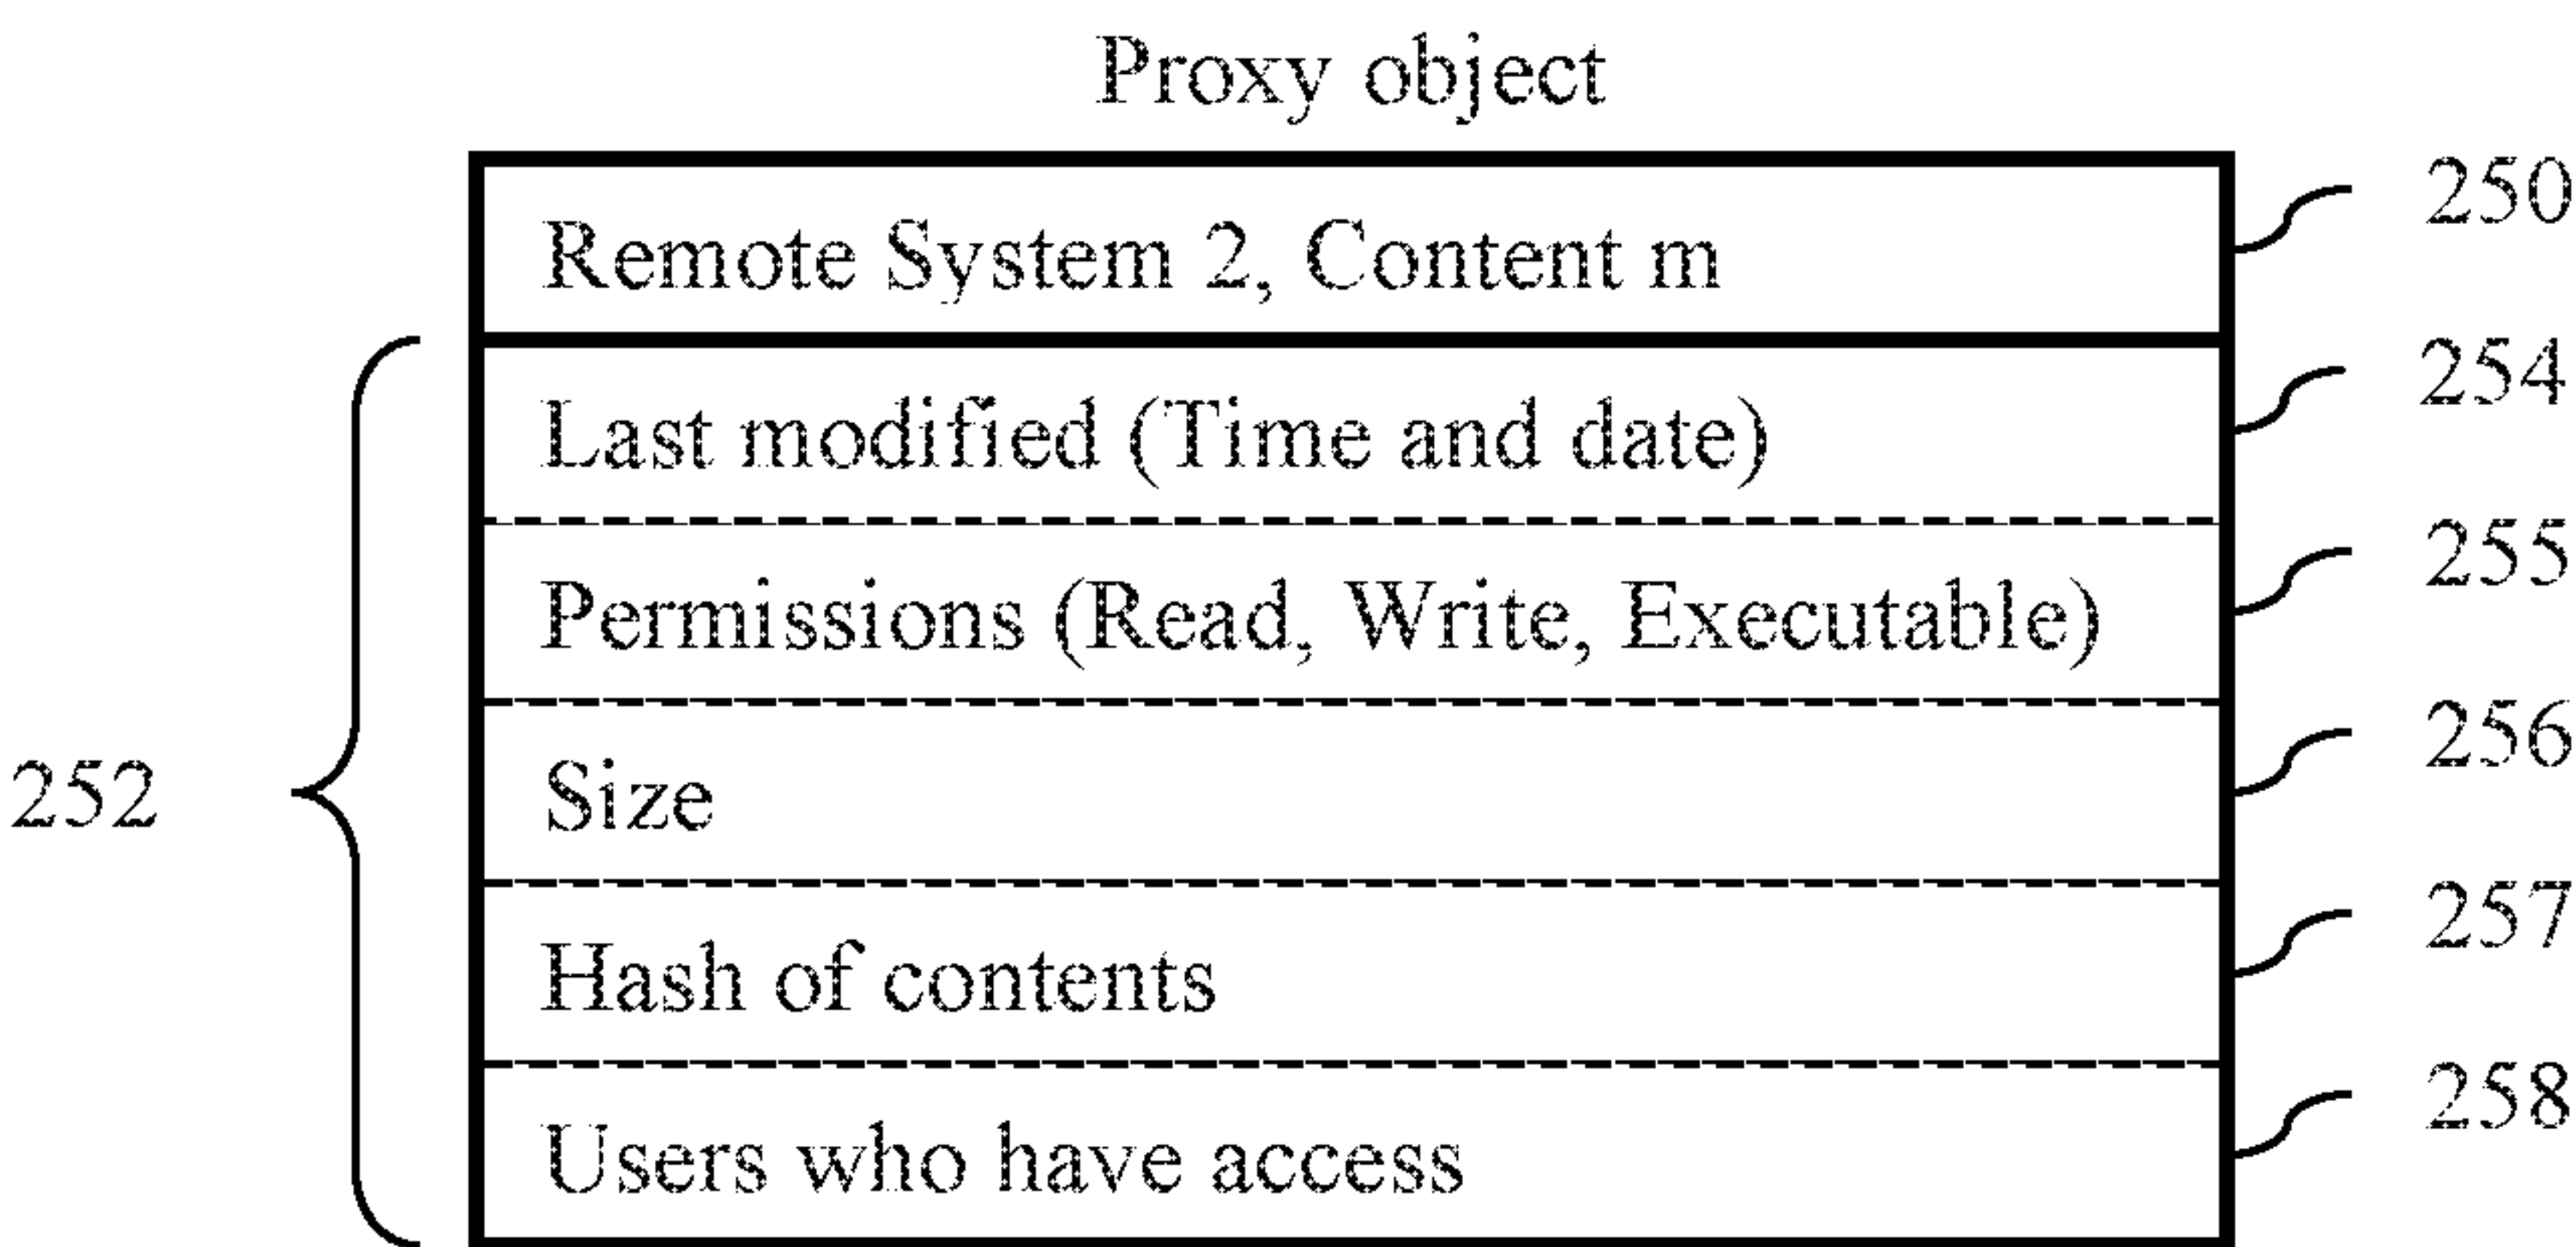 Proxy object
Remote System 2, Content m
250
Last modified (Time and date)
254
Permissions (Read, Write, Executable)
255
252
Size
256
Hash of contents
257
Users who have access
258